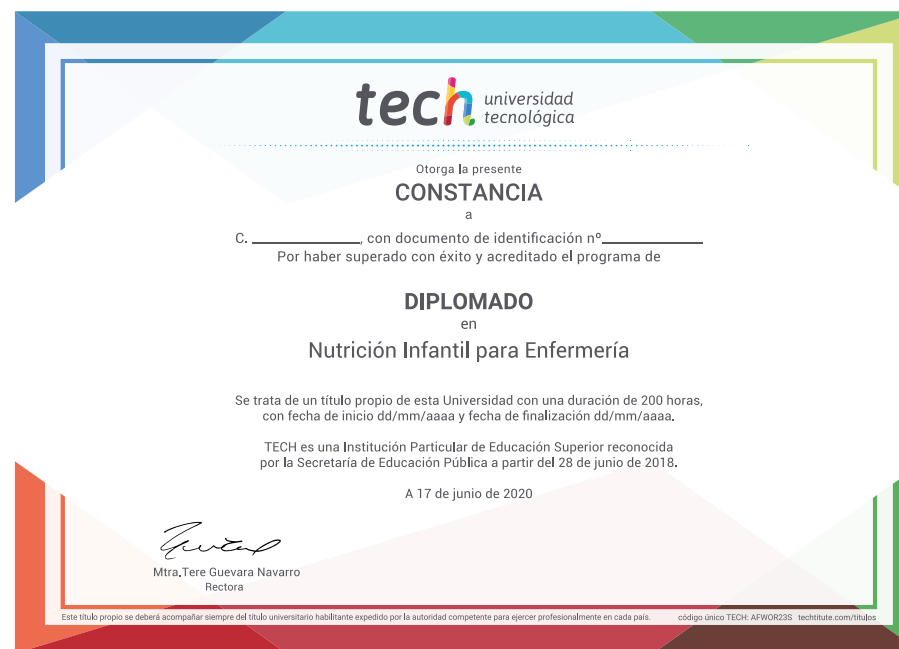 tech universidad
tecnológica
Otorga la presente
CONSTANCIA
a
C. ____________, con documento de identificación nº____________
Por haber superado con éxito y acreditado el programa de
DIPLOMADO
en
Nutrición Infantil para Enfermería
Se trata de un título propio de esta Universidad con una duración de 200 horas,
con fecha de inicio dd/mm/aaaa y fecha de finalización dd/mm/aaaa.
TECH es una Institución Particular de Educación Superior reconocida
por la Secretaría de Educación Pública a partir del 28 de junio de 2018.
A 17 de junio de 2020
Mtra.Tere Guevara Navarro
Rectora
Este título propio se deberá acompañar siempre del título universitario habilitante expedido por la autoridad competente para ejercer profesionalmente en cada país. código único TECH: AFWOR23S techtitute.com/titulos